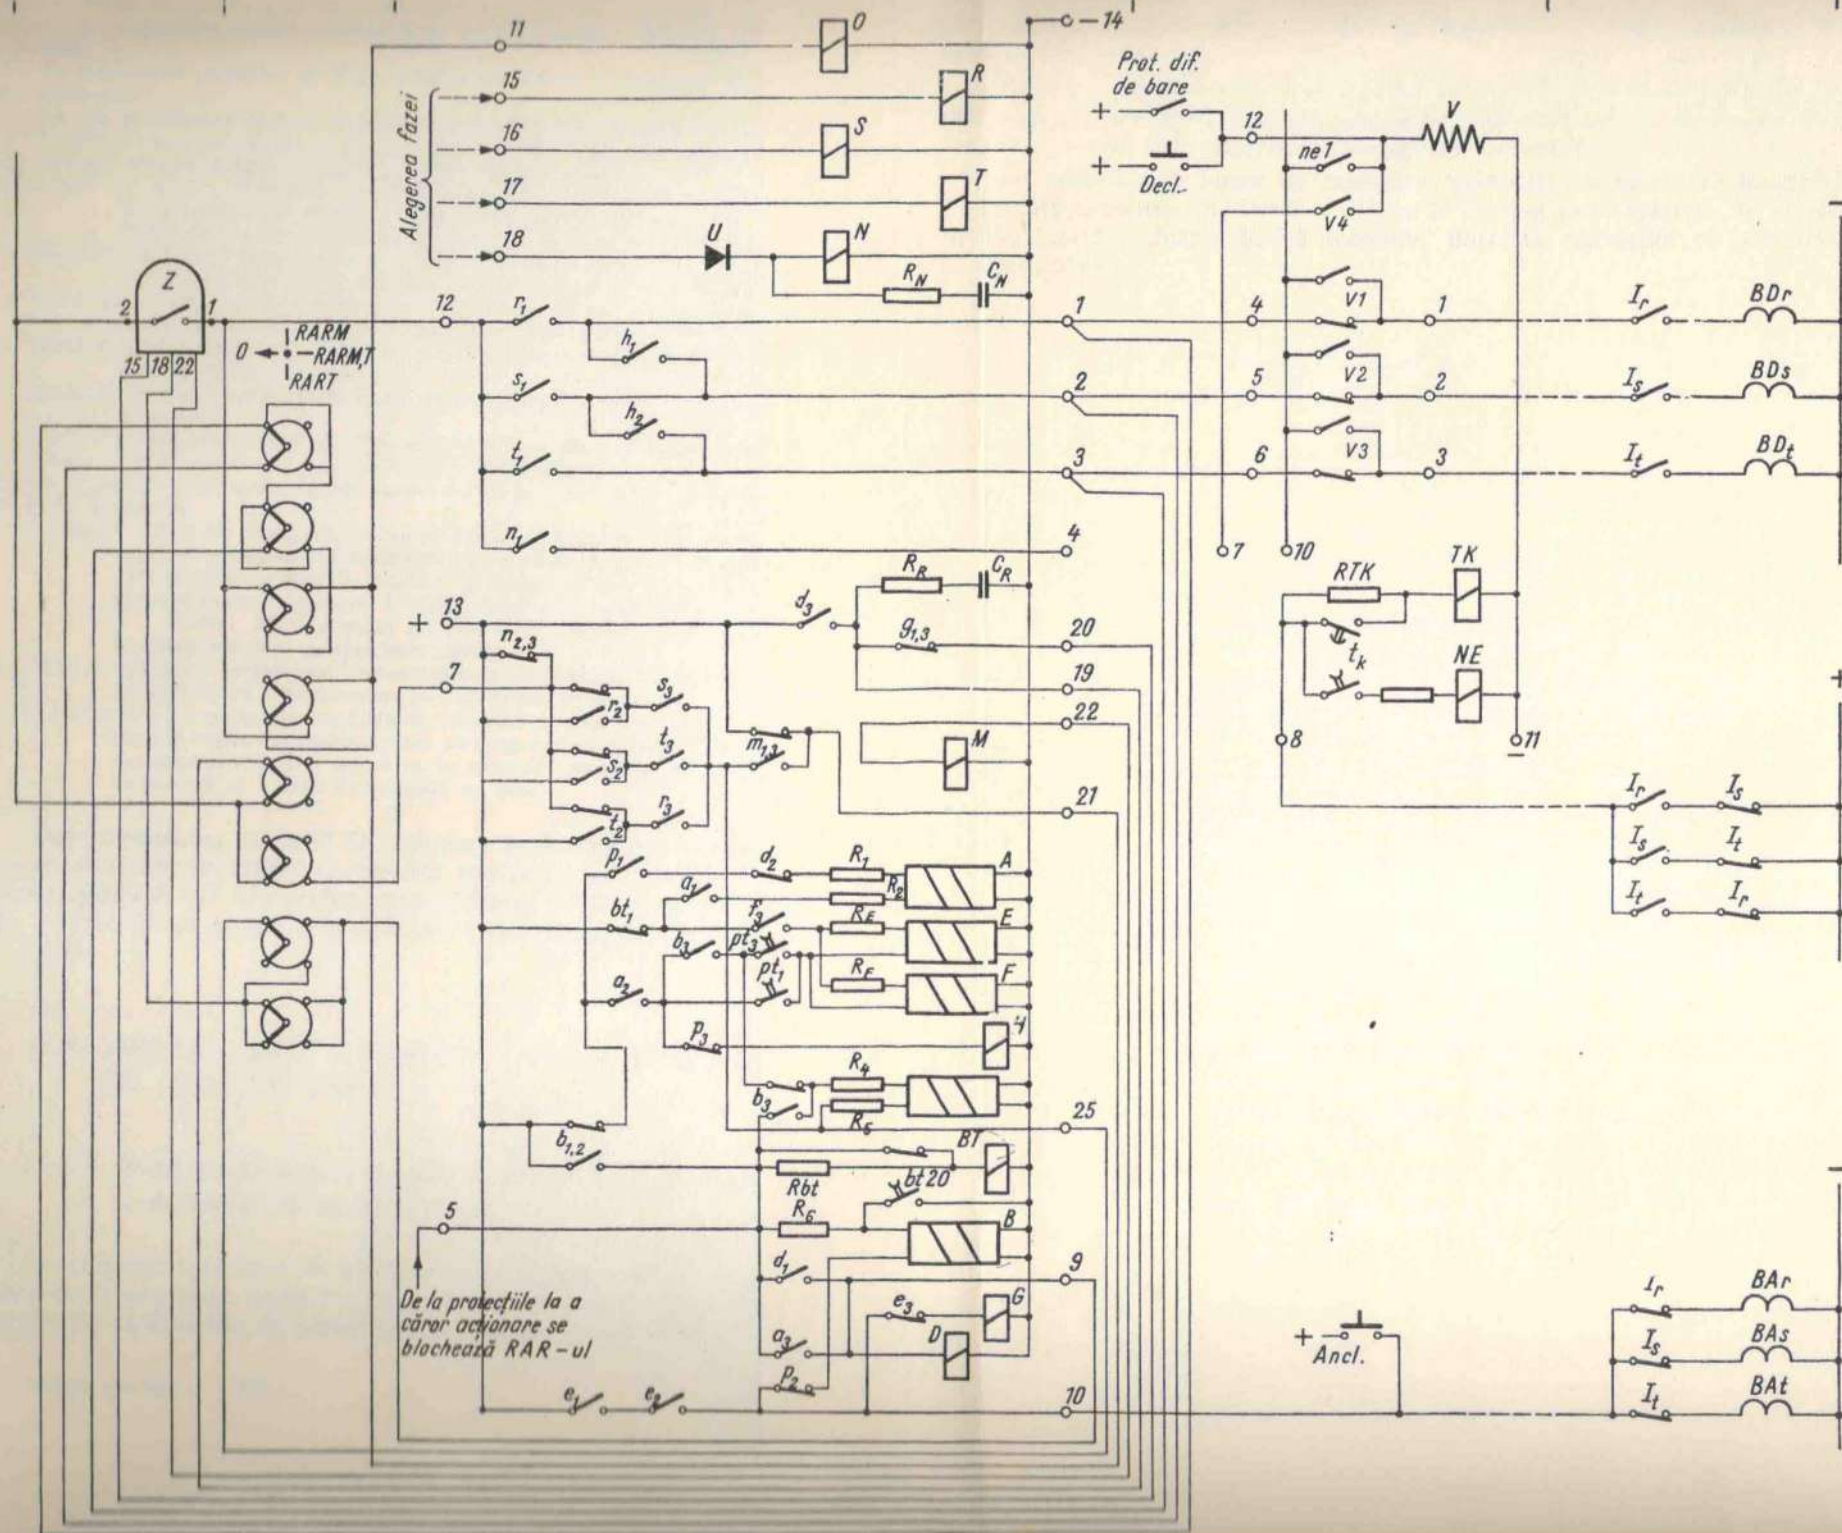 11
O
-14
15
R
Prot. dif.
de bare
Alegerea fazei
+
12
V
16
S
ne1
+
Decl.
17
T
V4
18
U
N
R_N
C_N
Z
2
1
12
r₁
1
4
V1
1
I_r
BDr
RARM
0
RARM,T
RART
15
18
22
h₁
s₁
2
5
V2
2
I_s
BDs
h₂
t₁
3
6
V3
3
I_t
BD_t
n₁
4
7
10
R_R
C_R
RTK
TK
+
13
d₃
g₁,₃
20
n₂,₃
t_k
NE
7
19
s₃
r₂
22
m₁,₃
M
8
11
t₃
s₂
21
I_r
I_s
r₃
t₂
p₁
d₂
R₁
A
I_s
I_t
a₁
R₂
bt₁
f₃
R_E
E
I_t
I_r
b₃
pt₃
pt₁
R_F
F
a₂
p₃
H
R₄
b₃
R₅
25
b₁,₂
BT
Rbt
bt20
5
R₆
B
d₁
9
De la protecțiile la a
căror acționare se
blochează RAR-ul
e₃
G
I_r
BAr
a₃
D
+
Ancl.
I_s
BAs
p₂
e₁
e₂
10
I_t
BAt